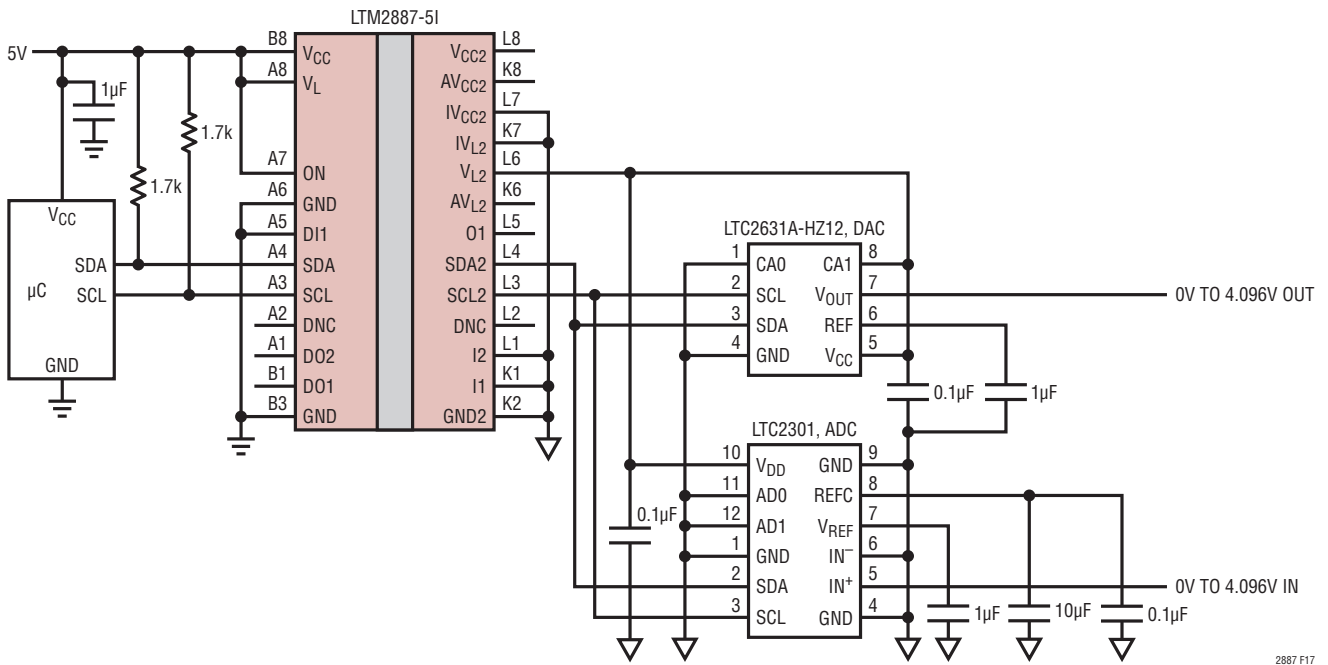 LTM2887-5I
5V
1µF
1.7k
1.7k
µC
VCC
SDA
SCL
GND
B8 VCC
A8 VL
A7 ON
A6 GND
A5 DI1
A4 SDA
A3 SCL
A2 DNC
A1 DO2
B1 DO1
B3 GND
VCC2 L8
AVCC2 K8
IVCC2 L7
IVL2 K7
VL2 L6
AVL2 K6
O1 L5
SDA2 L4
SCL2 L3
DNC L2
I2 L1
I1 K1
GND2 K2
LTC2631A-HZ12, DAC
1 CA0 CA1 8
2 SCL VOUT 7
3 SDA REF 6
4 GND VCC 5
0V TO 4.096V OUT
0.1µF
1µF
LTC2301, ADC
10 VDD GND 9
11 AD0 REFC 8
12 AD1 VREF 7
1 GND IN– 6
2 SDA IN+ 5
3 SCL GND 4
0.1µF
0V TO 4.096V IN
1µF
10µF
0.1µF
2887 F17